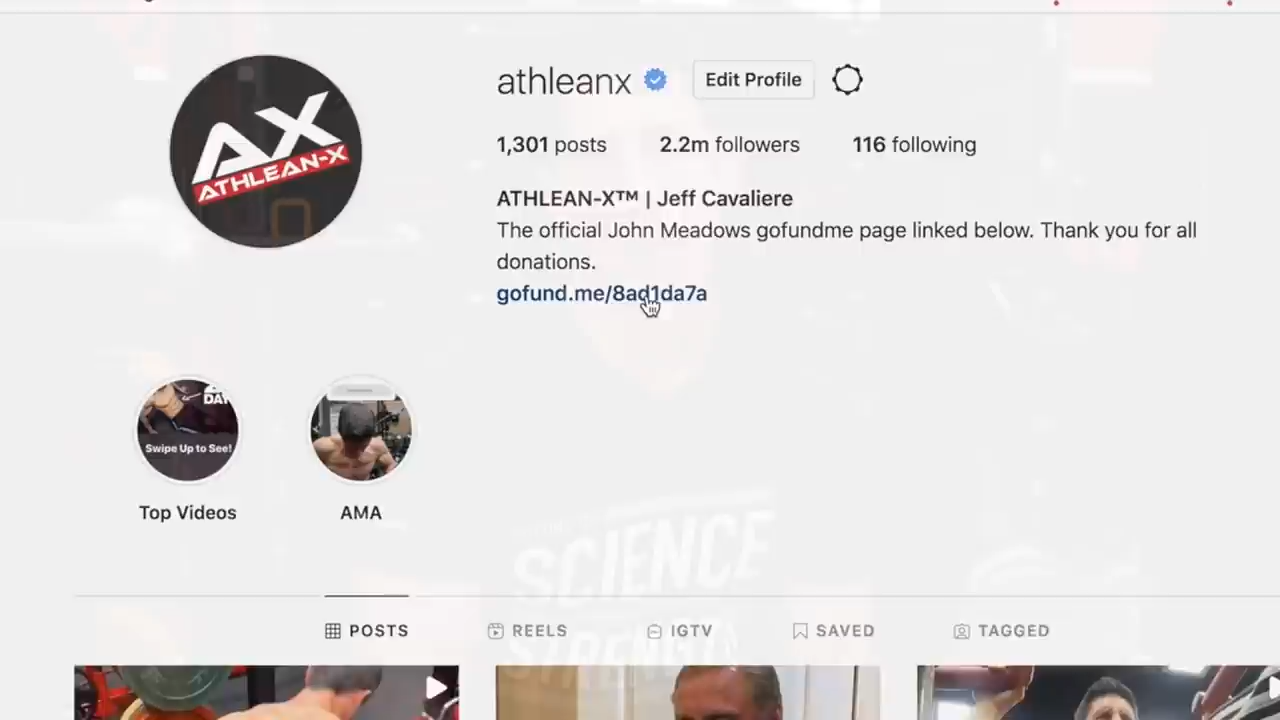 athleanx
Edit Profile
1,301 posts
2.2m followers
116 following
AX
ATHLEAN-X
ATHLEAN-X™ | Jeff Cavaliere
The official John Meadows gofundme page linked below. Thank you for all
donations.
gofund.me/8ad1da7a
DAY
Swipe Up to See!
Top Videos
AMA
SCIENCE
STRENGTH
POSTS
REELS
IGTV
SAVED
TAGGED